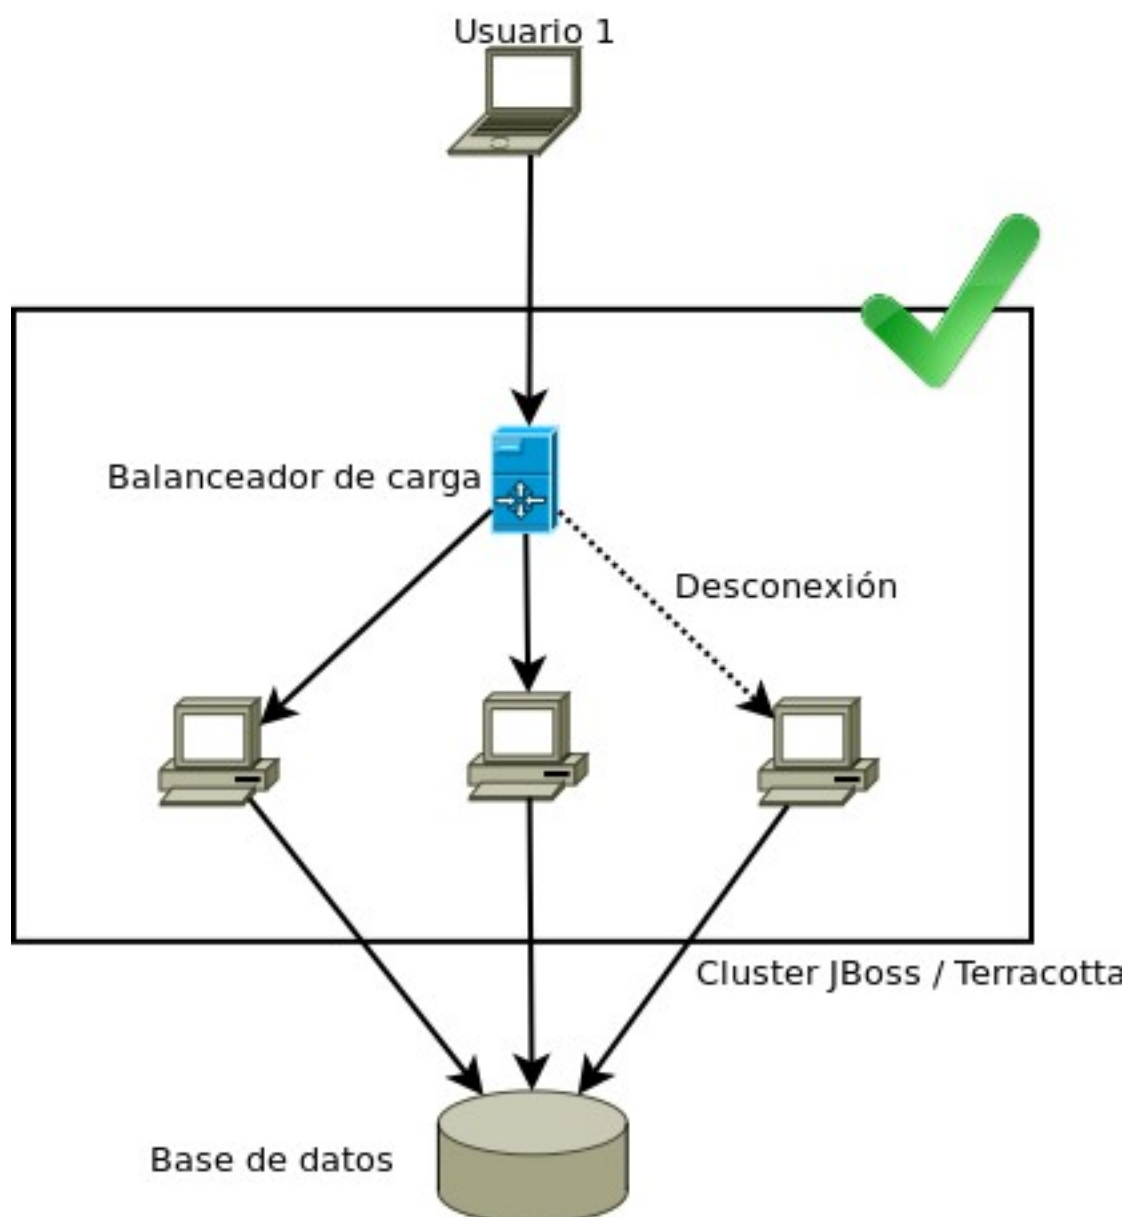 Usuario 1
Balanceador de carga
Desconexión
Cluster JBoss / Terracotta
Base de datos